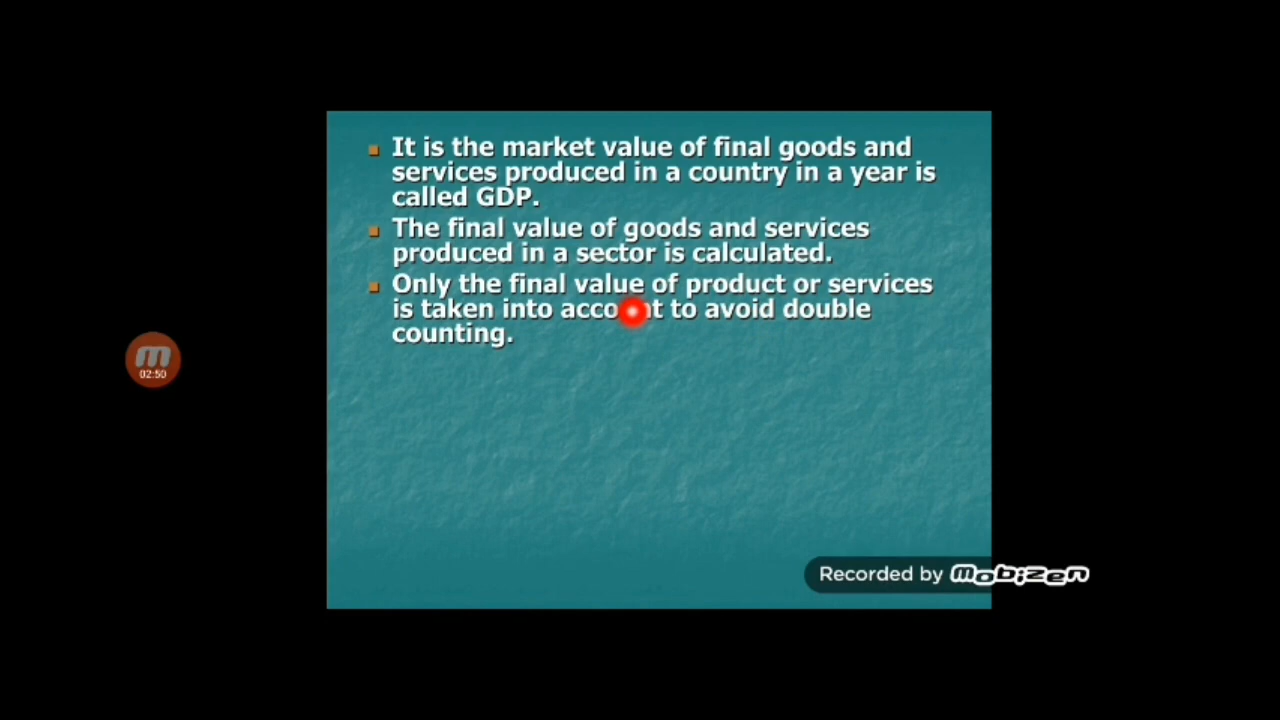 It is the market value of final goods and
services produced in a country in a year is
called GDP.
The final value of goods and services
produced in a sector is calculated.
Only the final value of product or services
is taken into account to avoid double
counting.
02:50
Recorded by mobizen